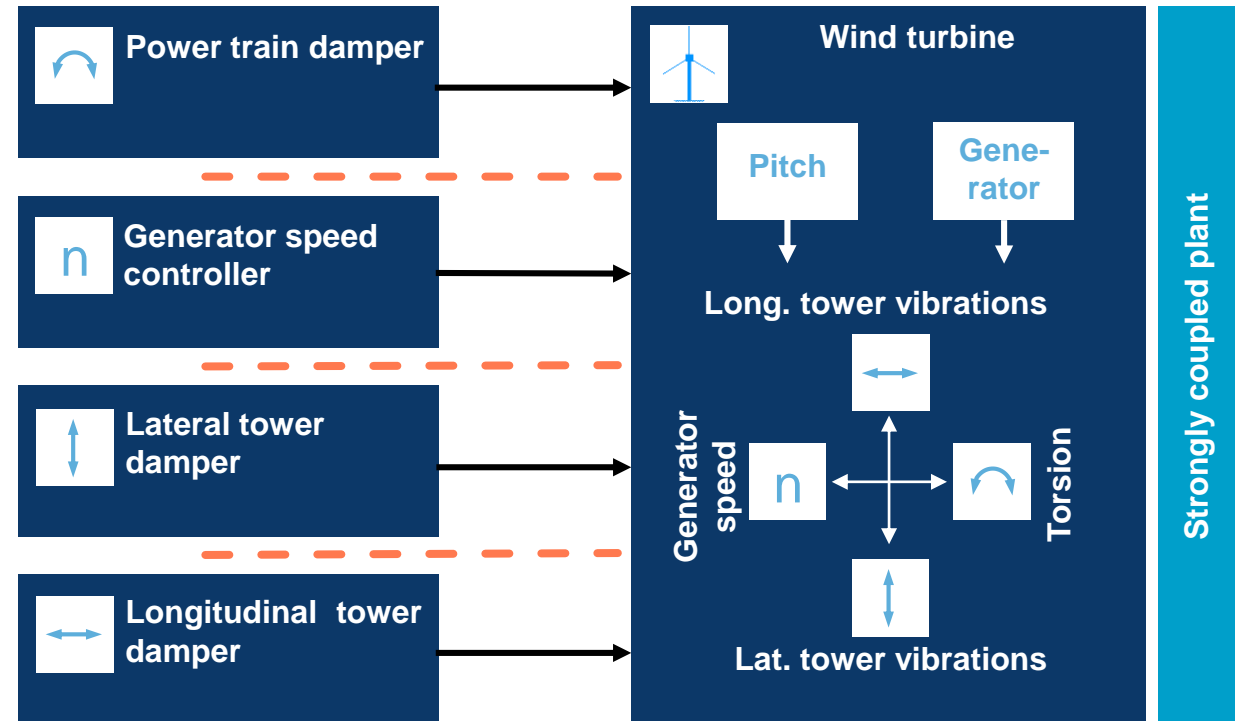 Power train damper
n
Generator speed
controller
Lateral tower
damper
Longitudinal tower
damper
Wind turbine
Pitch
Gene-
rator
Long. tower vibrations
Generator
speed
n
Torsion
Lat. tower vibrations
Strongly coupled plant